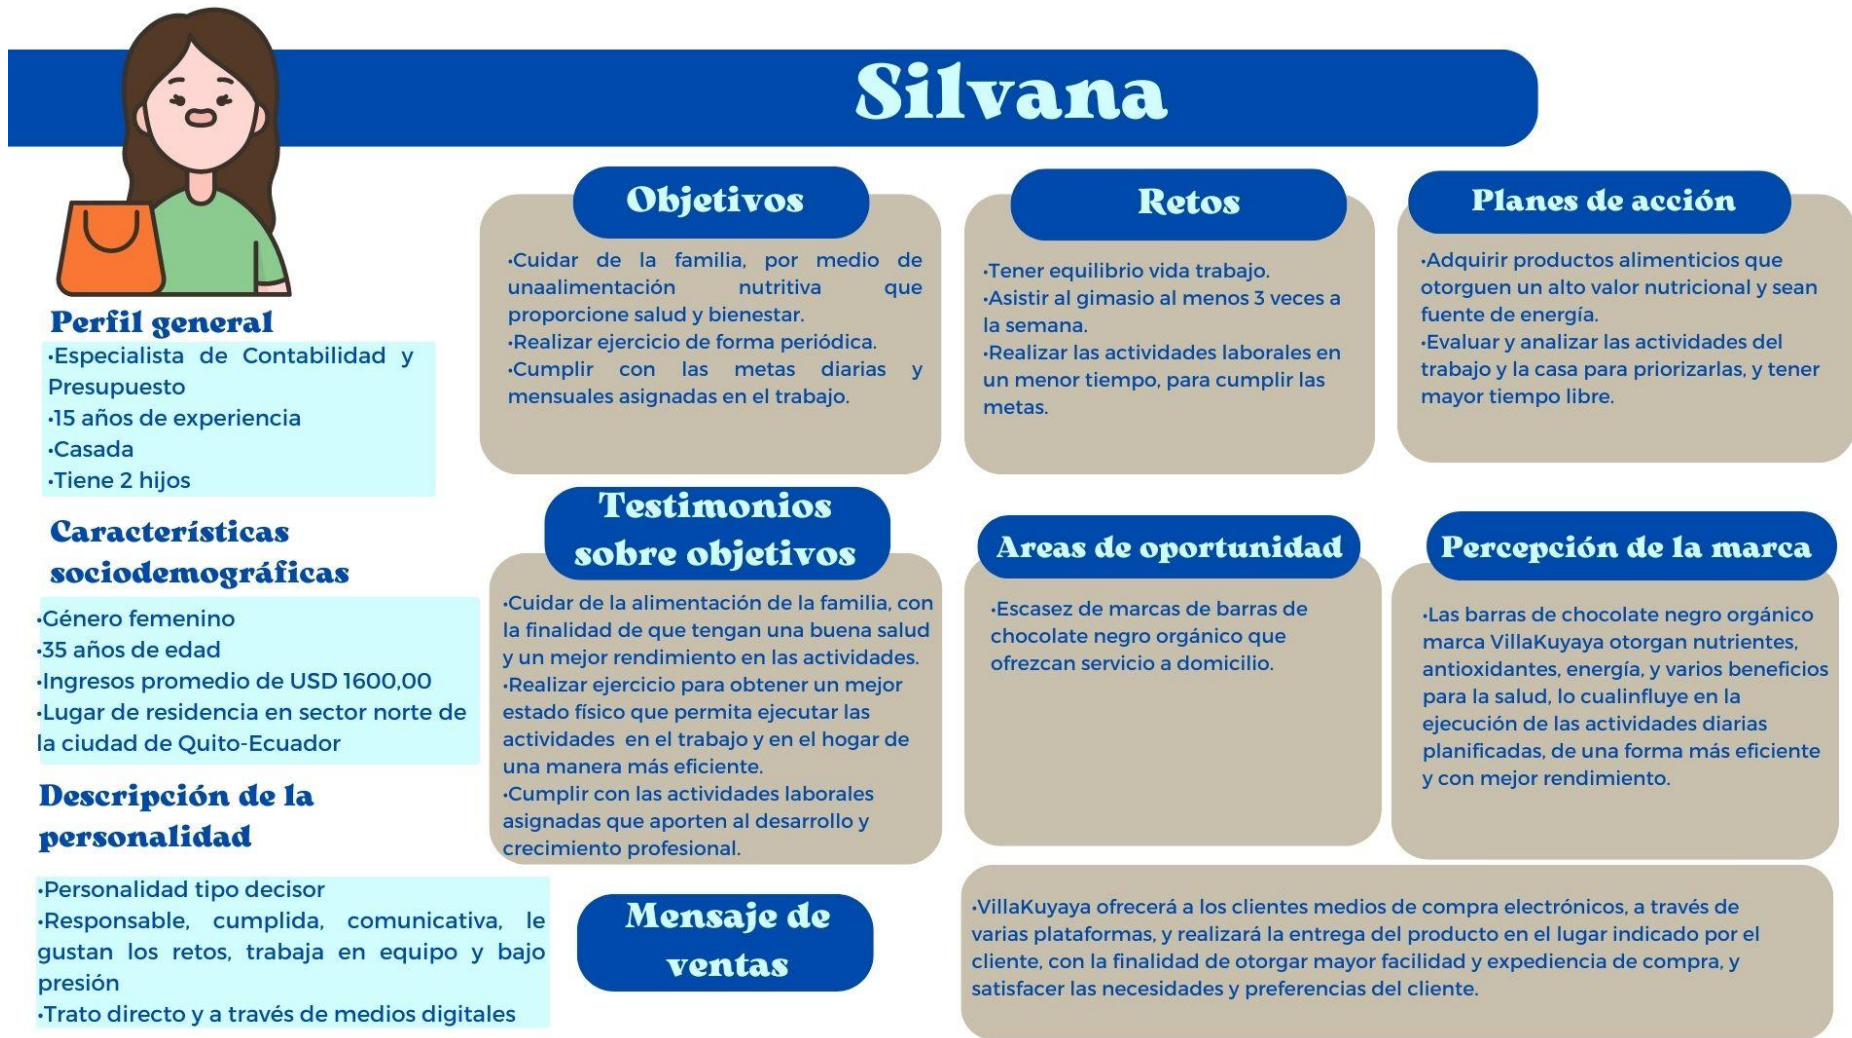 Silvana
Perfil general
•Especialista de Contabilidad y
Presupuesto
•15 años de experiencia
•Casada
•Tiene 2 hijos
Características
sociodemográficas
•Género femenino
•35 años de edad
•Ingresos promedio de USD 1600,00
•Lugar de residencia en sector norte de
la ciudad de Quito-Ecuador
Descripción de la
personalidad
•Personalidad tipo decisor
•Responsable, cumplida, comunicativa, le
gustan los retos, trabaja en equipo y bajo
presión
•Trato directo y a través de medios digitales
Objetivos
•Cuidar de la familia, por medio de
unaalimentación nutritiva que
proporcione salud y bienestar.
•Realizar ejercicio de forma periódica.
•Cumplir con las metas diarias y
mensuales asignadas en el trabajo.
Retos
•Tener equilibrio vida trabajo.
•Asistir al gimasio al menos 3 veces a
la semana.
•Realizar las actividades laborales en
un menor tiempo, para cumplir las
metas.
Planes de acción
•Adquirir productos alimenticios que
otorguen un alto valor nutricional y sean
fuente de energía.
•Evaluar y analizar las actividades del
trabajo y la casa para priorizarlas, y tener
mayor tiempo libre.
Testimonios
sobre objetivos
•Cuidar de la alimentación de la familia, con
la finalidad de que tengan una buena salud
y un mejor rendimiento en las actividades.
•Realizar ejercicio para obtener un mejor
estado físico que permita ejecutar las
actividades en el trabajo y en el hogar de
una manera más eficiente.
•Cumplir con las actividades laborales
asignadas que aporten al desarrollo y
crecimiento profesional.
Areas de oportunidad
•Escasez de marcas de barras de
chocolate negro orgánico que
ofrezcan servicio a domicilio.
Percepción de la marca
•Las barras de chocolate negro orgánico
marca VillaKuyaya otorgan nutrientes,
antioxidantes, energía, y varios beneficios
para la salud, lo cualinfluye en la
ejecución de las actividades diarias
planificadas, de una forma más eficiente
y con mejor rendimiento.
Mensaje de
ventas
•VillaKuyaya ofrecerá a los clientes medios de compra electrónicos, a través de
varias plataformas, y realizará la entrega del producto en el lugar indicado por el
cliente, con la finalidad de otorgar mayor facilidad y expediencia de compra, y
satisfacer las necesidades y preferencias del cliente.